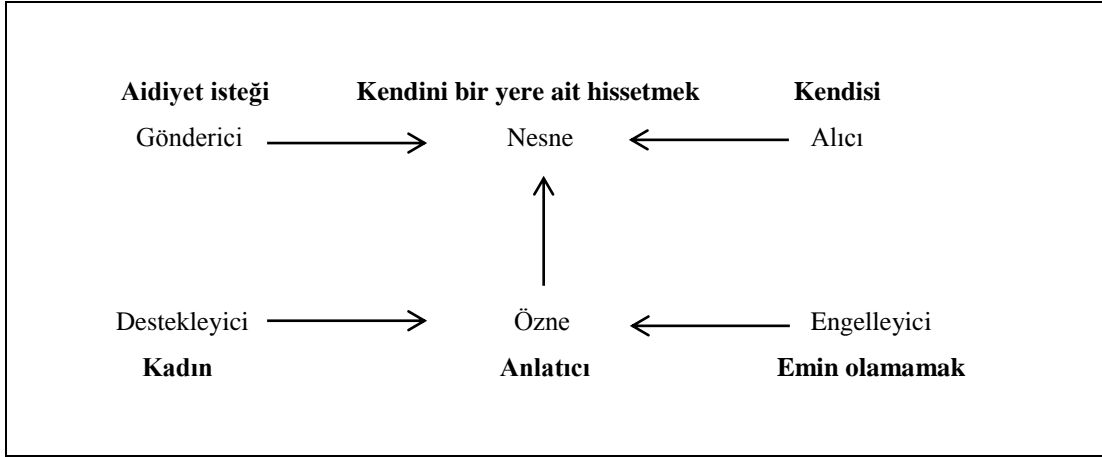 Aidiyet isteği Kendini bir yere ait hissetmek Kendisi
Gönderici Nesne Alıcı
Destekleyici Özne Engelleyici
Kadın Anlatıcı Emin olamamak